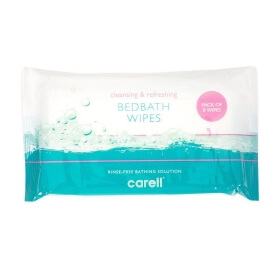 cleansing & refreshing
BEDBATH
WIPES
PACK OF
8 WIPES
RINSE-FREE BATHING SOLUTION
carell